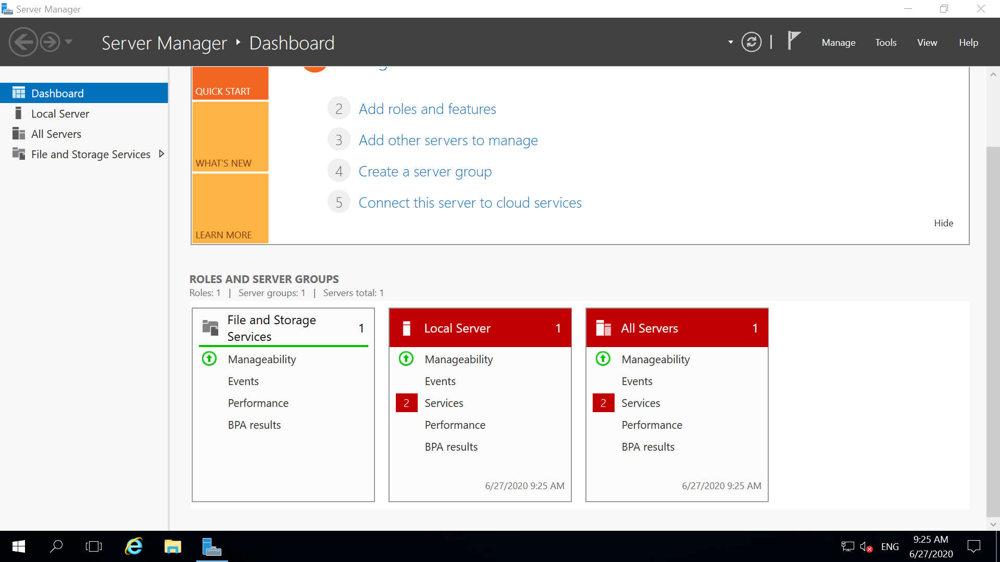 Server Manager
Server Manager ‣ Dashboard
Manage Tools View Help
Dashboard
Local Server
All Servers
File and Storage Services
QUICK START
WHAT'S NEW
LEARN MORE
2 Add roles and features
3 Add other servers to manage
4 Create a server group
5 Connect this server to cloud services
Hide
ROLES AND SERVER GROUPS
Roles: 1 | Server groups: 1 | Servers total: 1
File and Storage
Services 1
Manageability
Events
Performance
BPA results
Local Server 1
Manageability
Events
2 Services
Performance
BPA results
6/27/2020 9:25 AM
All Servers 1
Manageability
Events
2 Services
Performance
BPA results
6/27/2020 9:25 AM
ENG
9:25 AM
6/27/2020